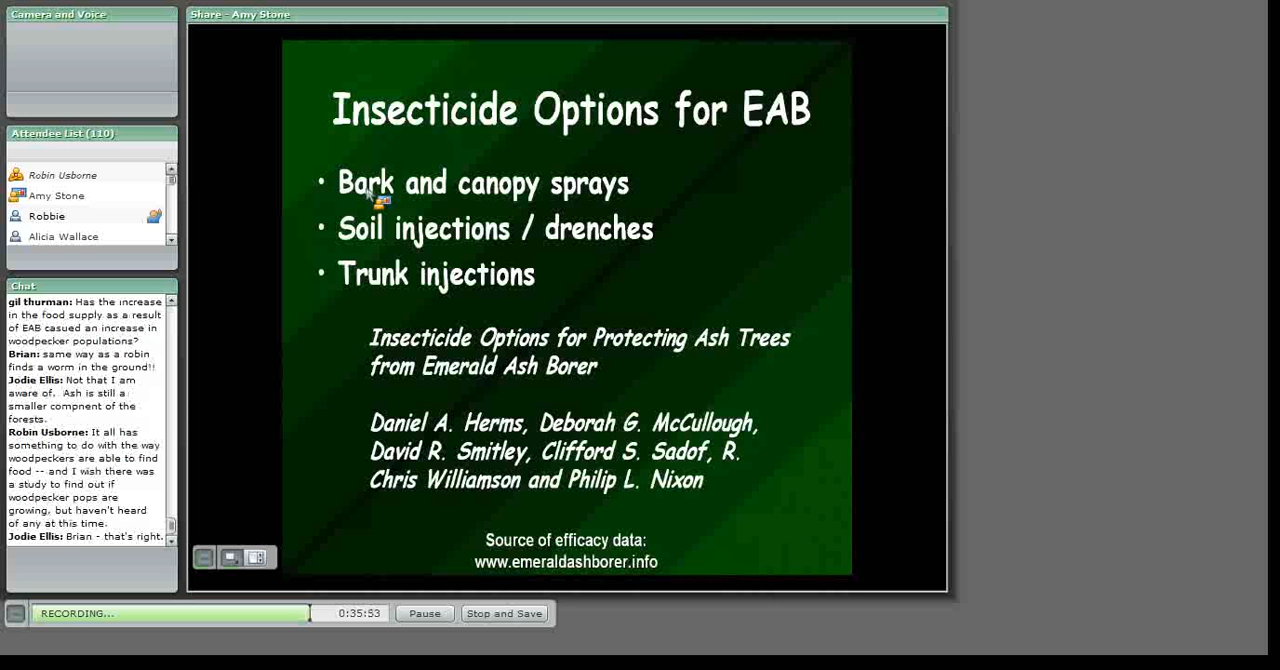 Camera and Voice
Share - Amy Stone
Attendee List (110)
Robin Usborne
Amy Stone
Robbie
Alicia Wallace
Chat
gil thurman: Has the increase
in the food supply as a result
of EAB casued an increase in
woodpecker populations?
Brian: same way as a robin
finds a worm in the ground!!
Jodie Ellis: Not that I am
aware of. Ash is still a
smaller compnent of the
forests.
Robin Usborne: It all has
something to do with the way
woodpeckers are able to find
food -- and I wish there was
a study to find out if
woodpecker pops are
growing, but haven't heard
of any at this time.
Jodie Ellis: Brian - that's right.
Insecticide Options for EAB
• Bark and canopy sprays
• Soil injections / drenches
• Trunk injections
Insecticide Options for Protecting Ash Trees
from Emerald Ash Borer
Daniel A. Herms, Deborah G. McCullough,
David R. Smitley, Clifford S. Sadof, R.
Chris Williamson and Philip L. Nixon
Source of efficacy data:
www.emeraldashborer.info
RECORDING... 0:35:53 Pause Stop and Save